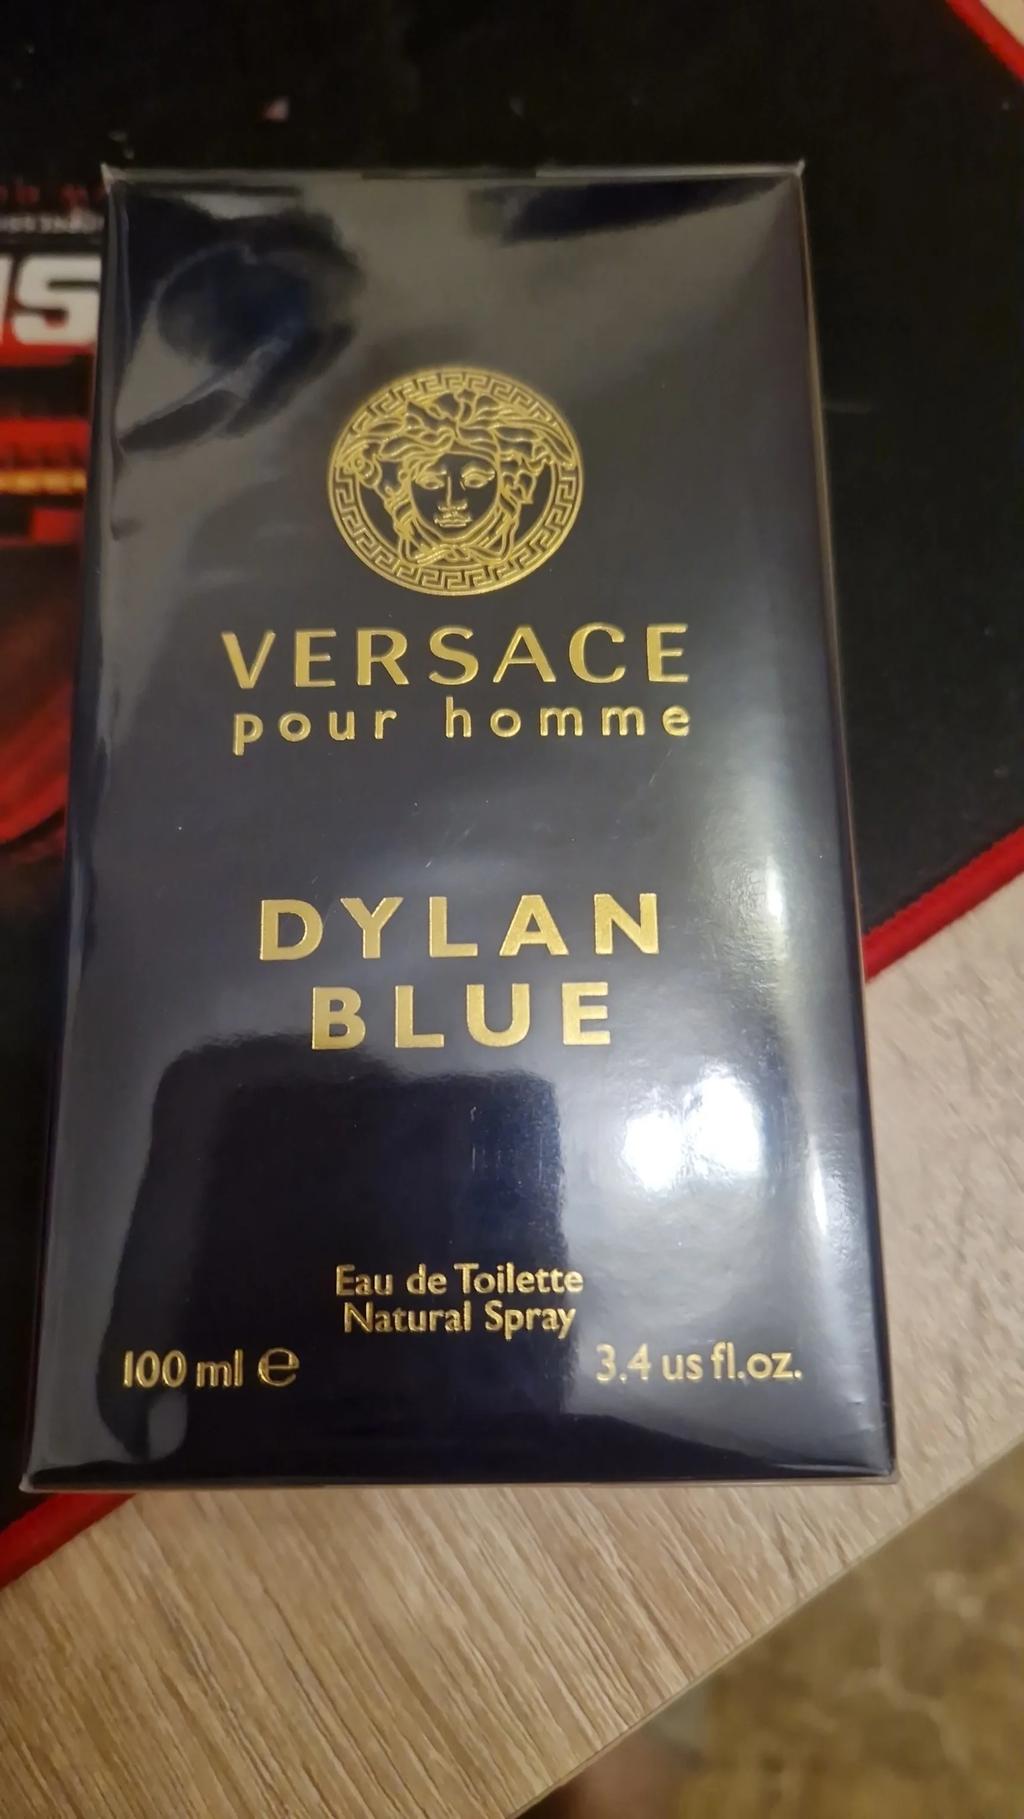 VERSACE
pour homme
DYLAN
BLUE
Eau de Toilette
Natural Spray
100 ml ℮
3.4 us fl.oz.